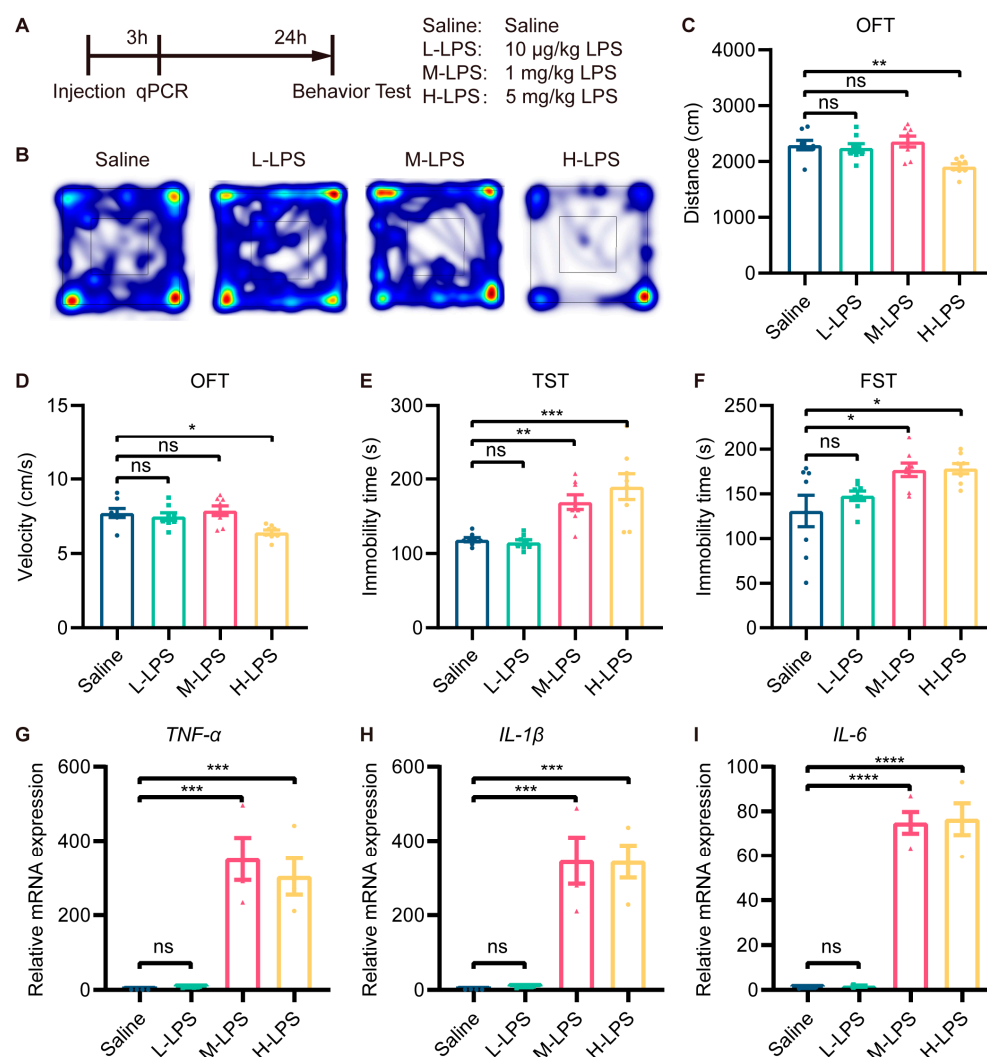 A
3h
24h
Injection qPCR
Behavior Test
Saline: Saline
L-LPS: 10 µg/kg LPS
M-LPS: 1 mg/kg LPS
H-LPS: 5 mg/kg LPS
B
Saline
L-LPS
M-LPS
H-LPS
C
OFT
Distance (cm)
4000
3000
2000
1000
0
**
ns
ns
Saline
L-LPS
M-LPS
H-LPS
D
OFT
Velocity (cm/s)
15
10
5
0
*
ns
ns
Saline
L-LPS
M-LPS
H-LPS
E
TST
Immobility time (s)
300
200
100
0
***
**
ns
Saline
L-LPS
M-LPS
H-LPS
F
FST
Immobility time (s)
250
200
150
100
50
0
*
*
ns
Saline
L-LPS
M-LPS
H-LPS
G
TNF-α
Relative mRNA expression
600
400
200
0
***
***
ns
Saline
L-LPS
M-LPS
H-LPS
H
IL-1β
Relative mRNA expression
600
400
200
0
***
***
ns
Saline
L-LPS
M-LPS
H-LPS
I
IL-6
Relative mRNA expression
100
80
60
40
20
0
****
****
ns
Saline
L-LPS
M-LPS
H-LPS